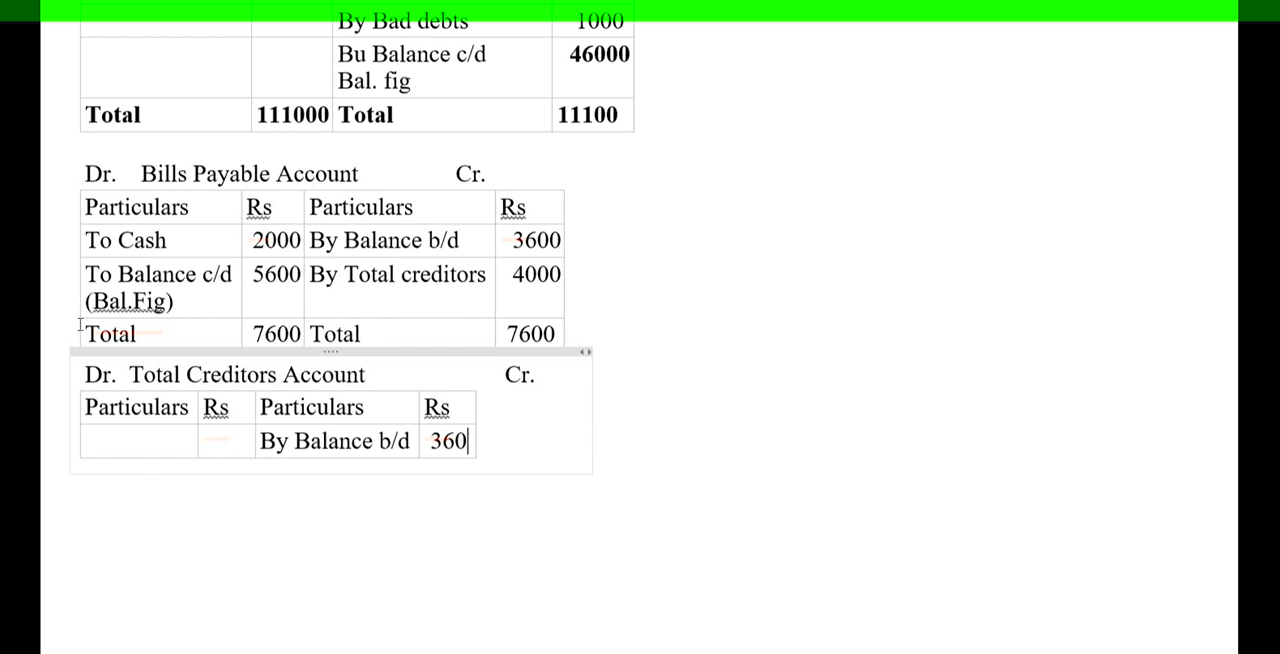 By Bad debts 1000
Bu Balance c/d 46000
Bal. fig
Total 111000 Total 11100
Dr. Bills Payable Account Cr.
Particulars Rs Particulars Rs
To Cash 2000 By Balance b/d 3600
To Balance c/d 5600 By Total creditors 4000
(Bal.Fig)
Total 7600 Total 7600
Dr. Total Creditors Account Cr.
Particulars Rs Particulars Rs
By Balance b/d 360